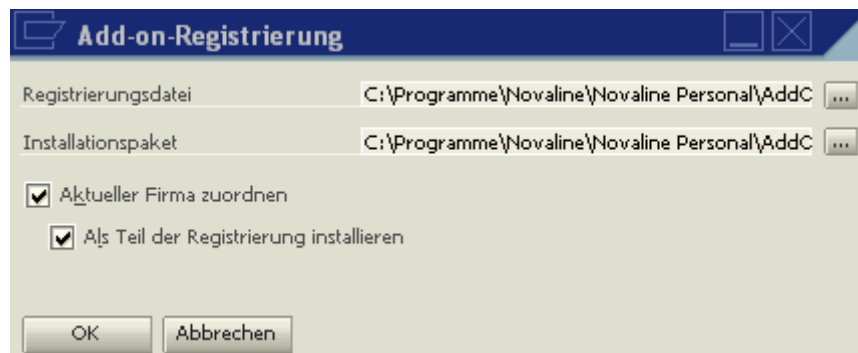 Add-on-Registrierung
Registrierungsdatei C:\Programme\Novaline\Novaline Personal\AddC ...
Installationspaket C:\Programme\Novaline\Novaline Personal\AddC ...
Aktueller Firma zuordnen
Als Teil der Registrierung installieren
OK Abbrechen